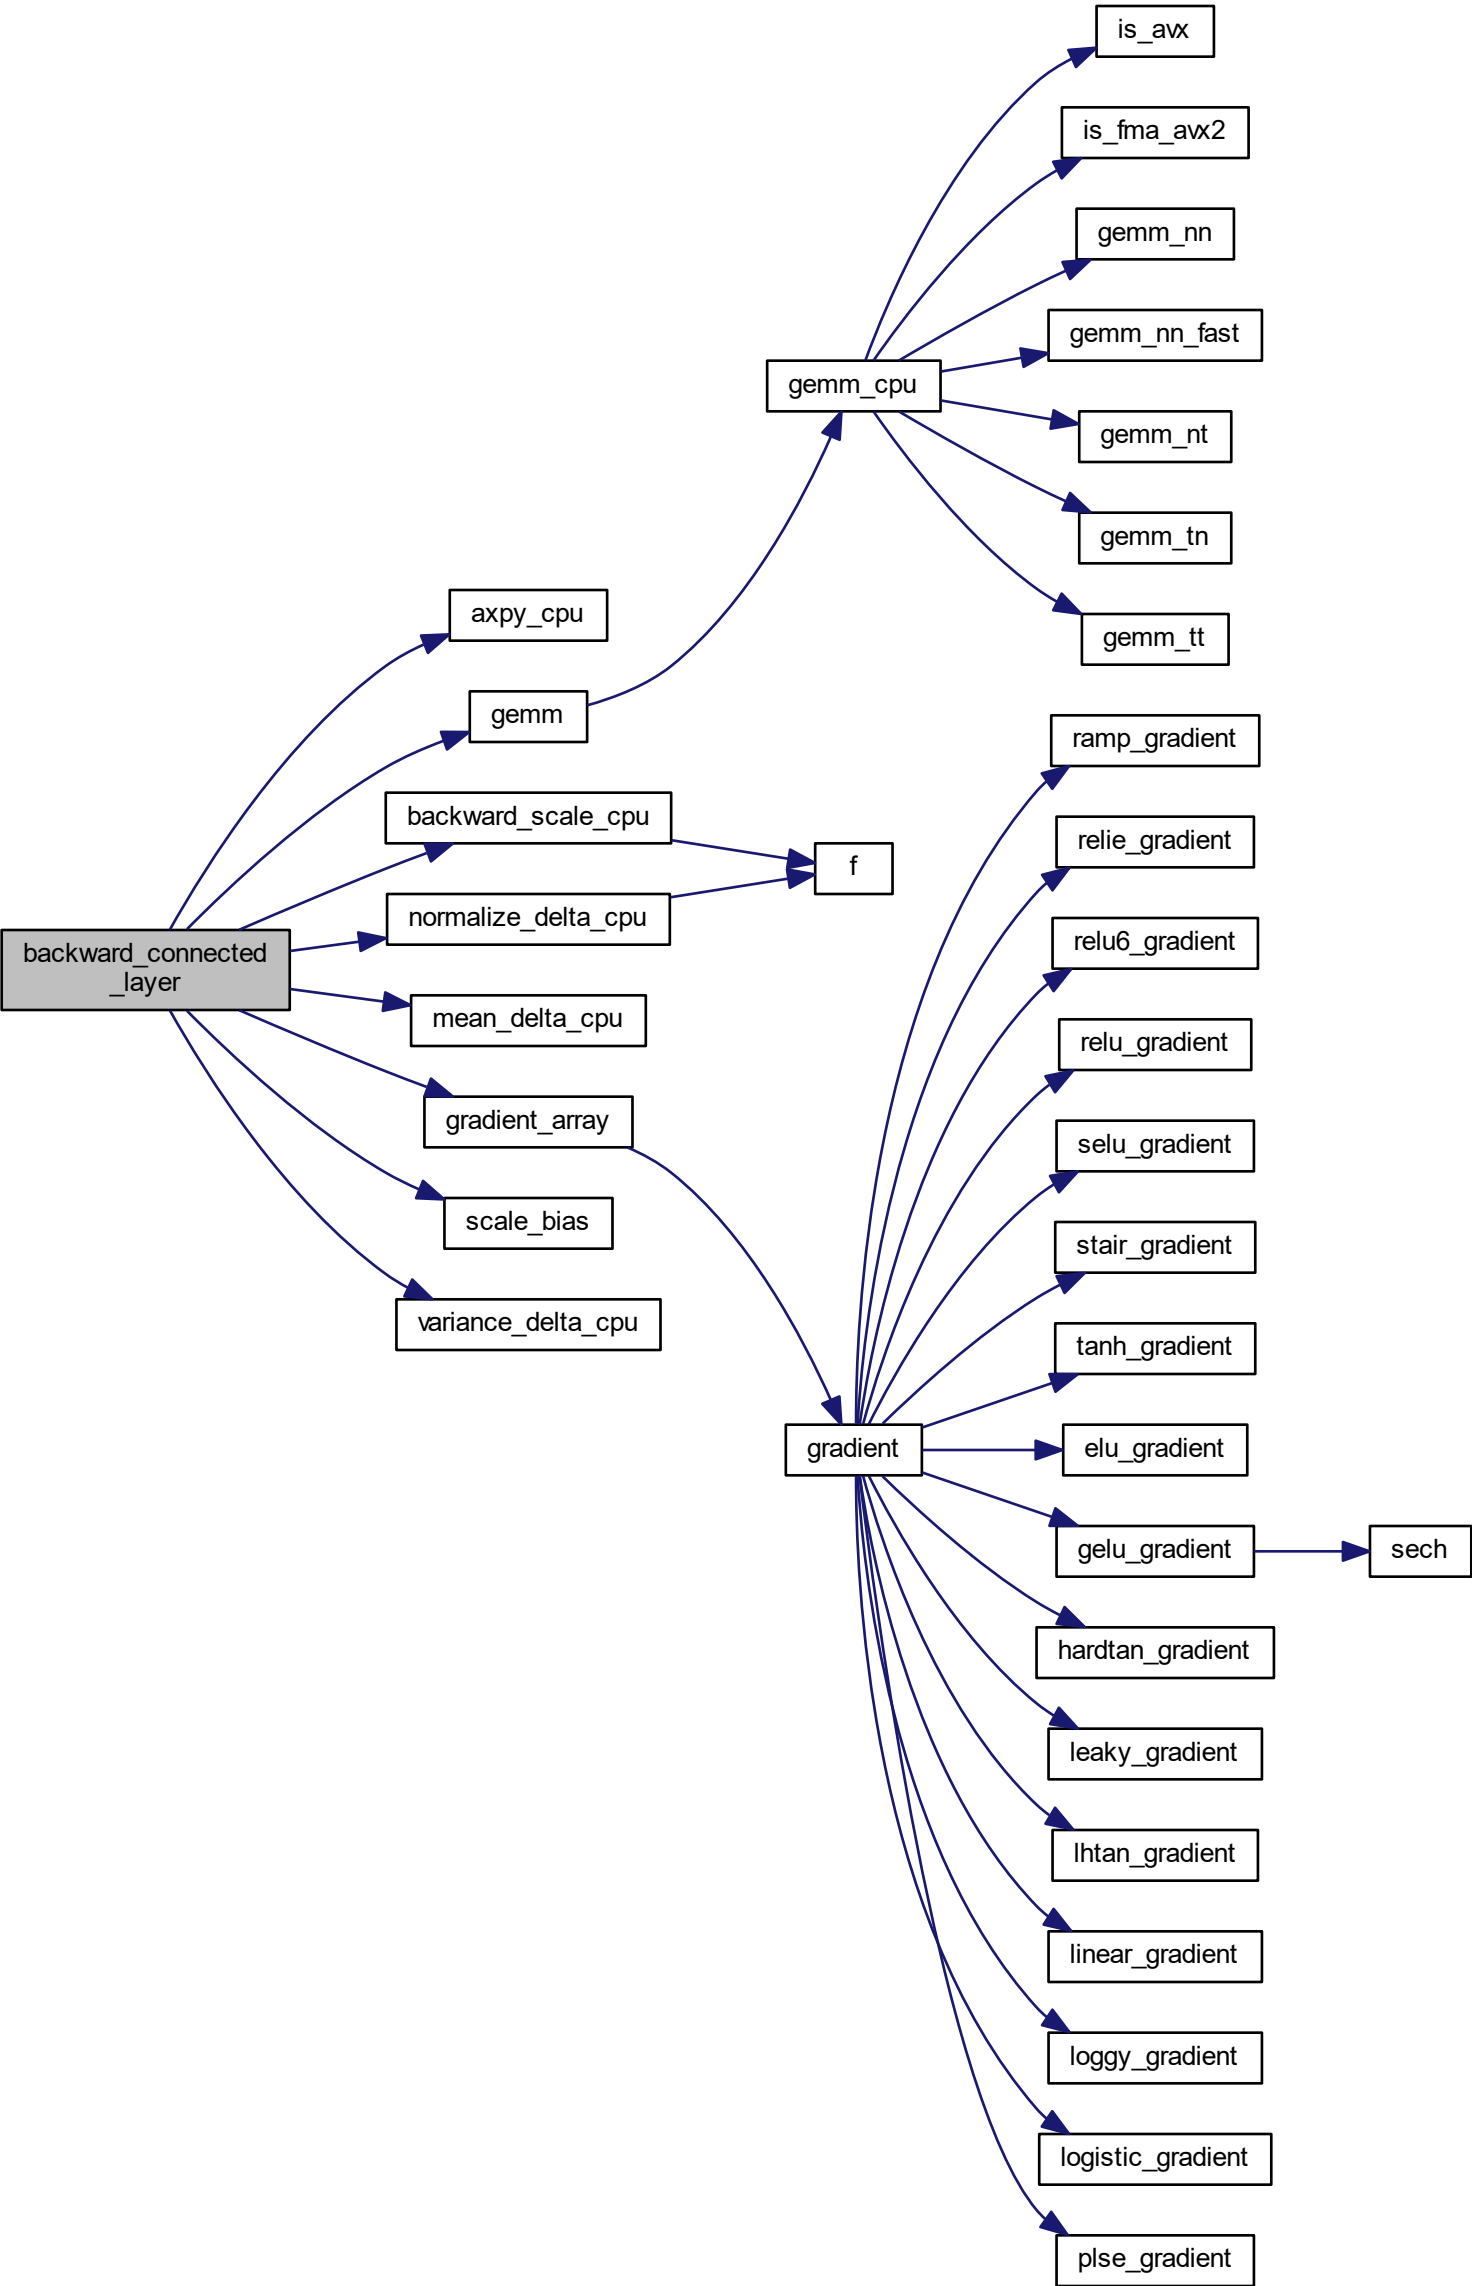 is_avx
is_fma_avx2
gemm_nn
gemm_nn_fast
gemm_cpu
gemm_nt
gemm_tn
axpy_cpu
gemm_tt
gemm
ramp_gradient
backward_scale_cpu
relie_gradient
f
normalize_delta_cpu
relu6_gradient
backward_connected
_layer
mean_delta_cpu
relu_gradient
gradient_array
selu_gradient
scale_bias
stair_gradient
variance_delta_cpu
tanh_gradient
gradient
elu_gradient
gelu_gradient
sech
hardtan_gradient
leaky_gradient
lhtan_gradient
linear_gradient
loggy_gradient
logistic_gradient
plse_gradient